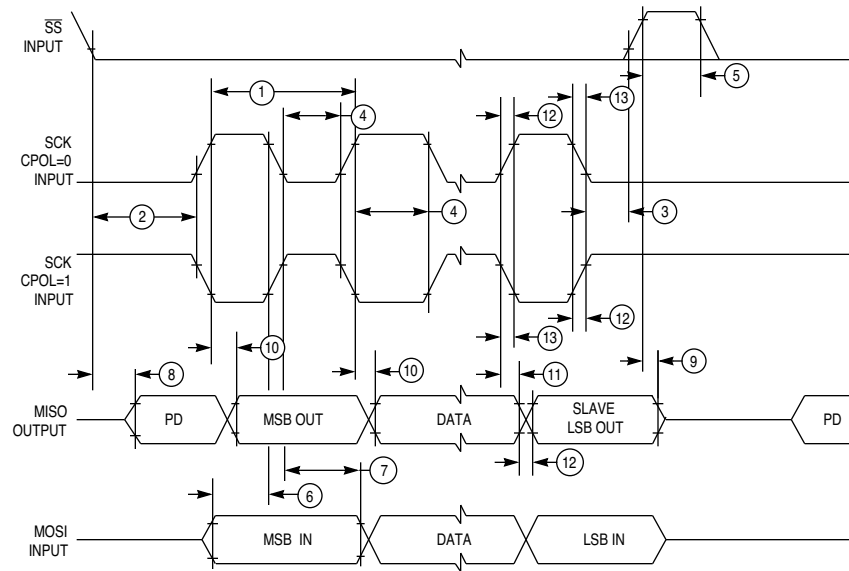 SS
INPUT
5
1
13
4
12
SCK
CPOL=0
INPUT
2
4
3
SCK
CPOL=1
INPUT
12
13
10
10
9
8
11
MISO
OUTPUT
PD
MSB OUT
DATA
SLAVE
LSB OUT
PD
7
12
6
MOSI
INPUT
MSB IN
DATA
LSB IN